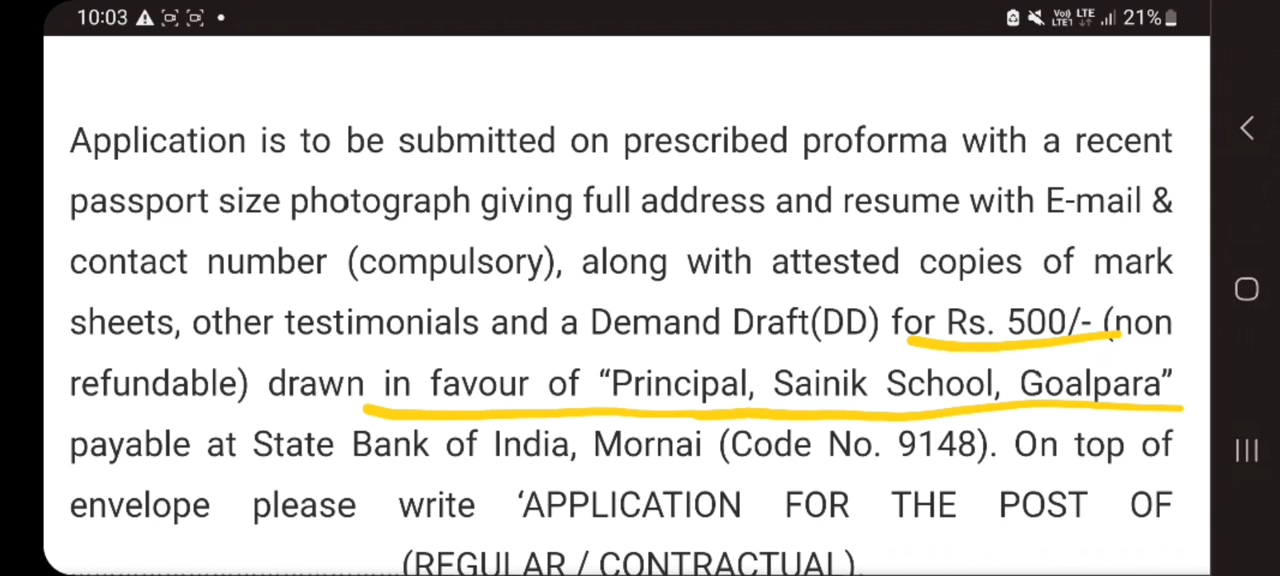 10:03
Vo) LTE 21%
LTE1
Application is to be submitted on prescribed proforma with a recent
passport size photograph giving full address and resume with E-mail &
contact number (compulsory), along with attested copies of mark
sheets, other testimonials and a Demand Draft(DD) for Rs. 500/- (non
refundable) drawn in favour of “Principal, Sainik School, Goalpara”
payable at State Bank of India, Mornai (Code No. 9148). On top of
envelope please write ‘APPLICATION FOR THE POST OF
.......................................(REGULAR / CONTRACTUAL)